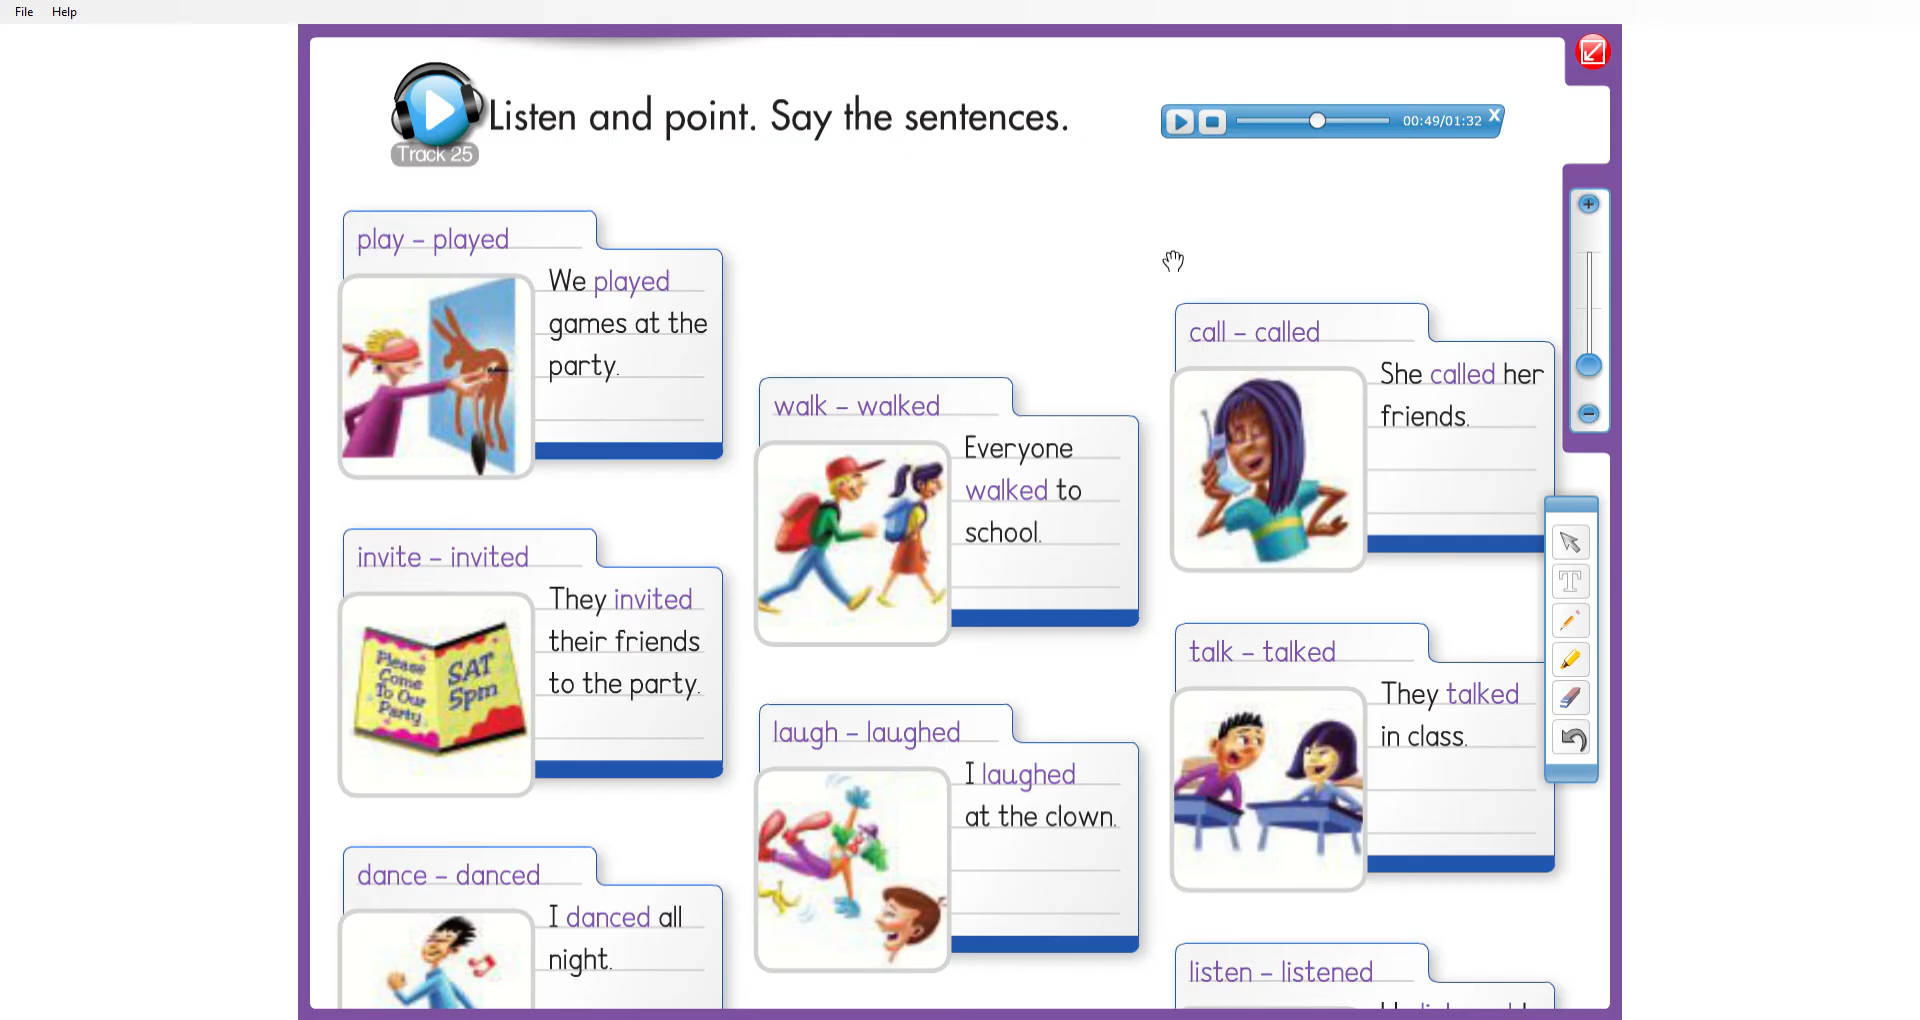 File Help
Listen and point. Say the sentences.
Track 25
00:49/01:32
play – played
We played
games at the
party.
invite – invited
Please
Come
To Our
Party
SAT
5pm
They invited
their friends
to the party.
dance – danced
I danced all
night.
walk – walked
Everyone
walked to
school.
laugh – laughed
I laughed
at the clown.
call – called
She called her
friends.
talk – talked
They talked
in class.
listen – listened